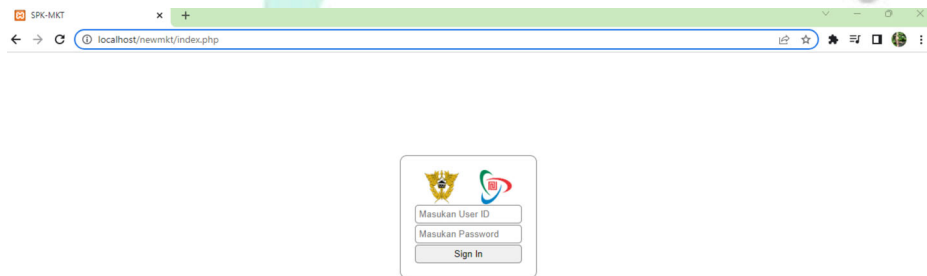 SPK-MKT
localhost/newmkt/index.php
Masukan User ID
Masukan Password
Sign In